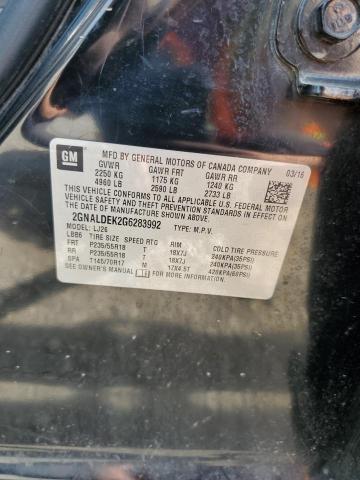 GM MFD BY GENERAL MOTORS OF CANADA COMPANY 03/16
GVWR GAWR FRT GAWR RR
2250 KG 1175 KG 1240 KG
4960 LB 2590 LB 2733 LB
THIS VEHICLE CONFORMS TO ALL APPLICABLE U.S. FEDERAL MOTOR
VEHICLE SAFETY, BUMPER, AND THEFT PREVENTION STANDARDS
IN EFFECT ON THE DATE OF MANUFACTURE SHOWN ABOVE.
2GNALDEK2G6283992 TYPE: M.P.V.
MODEL: LJ26
LBB6 TIRE SIZE SPEED RTG RIM COLD TIRE PRESSURE
FRT P235/55R18 T 18X7J 240KPA(35PSI)
RR P235/55R18 T 18X7J 240KPA(35PSI)
SPA T145/70R17 M 17X4.5T 420KPA(60PSI)
SEE OWNER'S MANUAL FOR MORE INFORMATION.